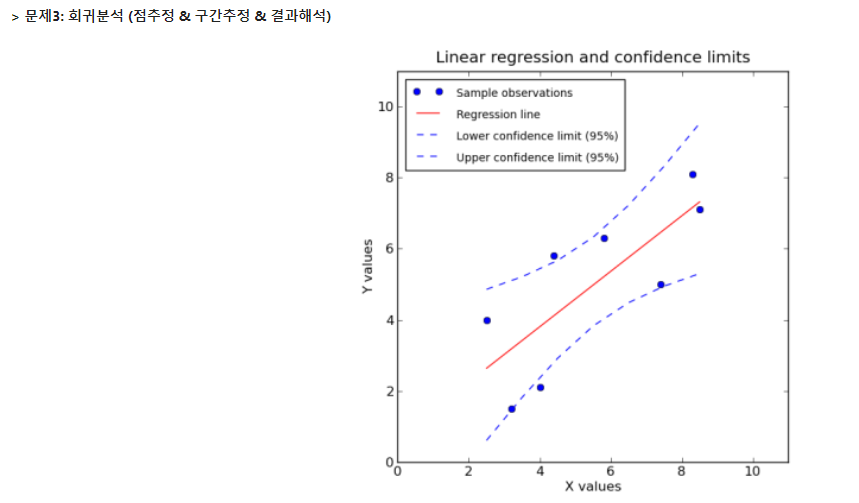 > 문제3: 회귀분석 (점추정 & 구간추정 & 결과해석)
Linear regression and confidence limits
Sample observations
Regression line
Lower confidence limit (95%)
Upper confidence limit (95%)
10
8
6
4
2
0
Y values
0 2 4 6 8 10
X values